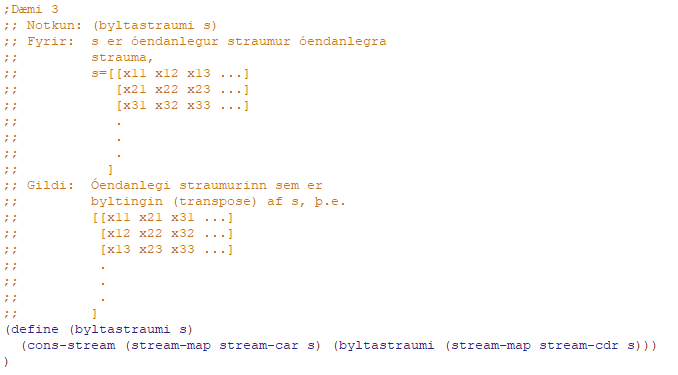 ;Dæmi 3
;; Notkun: (byltastraumi s)
;; Fyrir:  s er óendanlegur straumur óendanlegra
;;         strauma,
;;         s=[[x11 x12 x13 ...]
;;            [x21 x22 x23 ...]
;;            [x31 x32 x33 ...]
;;            .
;;            .
;;            .
;;           ]
;; Gildi:  Óendanlegi straumurinn sem er
;;         byltingin (transpose) af s, þ.e.
;;         [[x11 x21 x31 ...]
;;          [x12 x22 x32 ...]
;;          [x13 x23 x33 ...]
;;          .
;;          .
;;          .
;;         ]
(define (byltastraumi s)
  (cons-stream (stream-map stream-car s) (byltastraumi (stream-map stream-cdr s)))
)